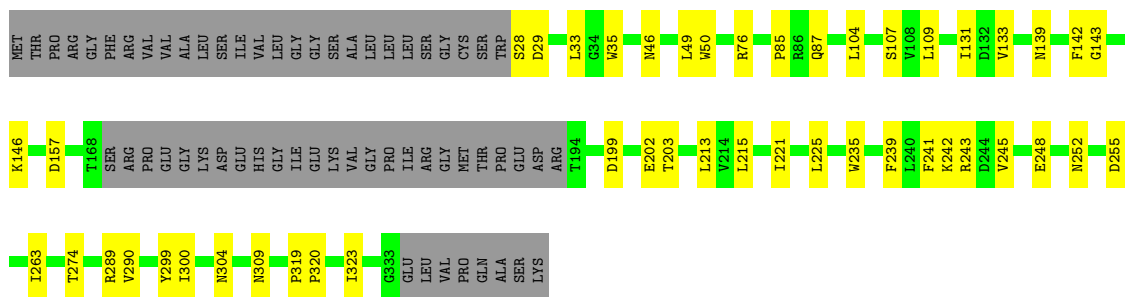 MET THR PRO ARG GLY PHE ARG VAL VAL ALA LEU SER ILE VAL LEU GLY GLY SER ALA LEU LEU LEU SER GLY CYS SER TRP S28 D29 L33 G34 W35 N46 L49 W50 R76 P85 R86 Q87 L104 S107 V108 L109 I131 D132 V133 N139 F142 G143
K146 D157 T168 SER ARG PRO GLU GLY LYS ASP GLU HIS GLY ILE GLU LYS VAL GLY PRO ILE ARG GLY MET THR PRO GLU ASP ARG T194 D199 E202 T203 L213 V214 L215 I221 L225 W235 F239 L240 F241 K242 R243 D244 V245 E248 N252 D255
I263 T274 R289 V290 Y299 I300 N304 N309 P319 P320 I323 G333 GLU LEU VAL PRO GLN ALA SER LYS